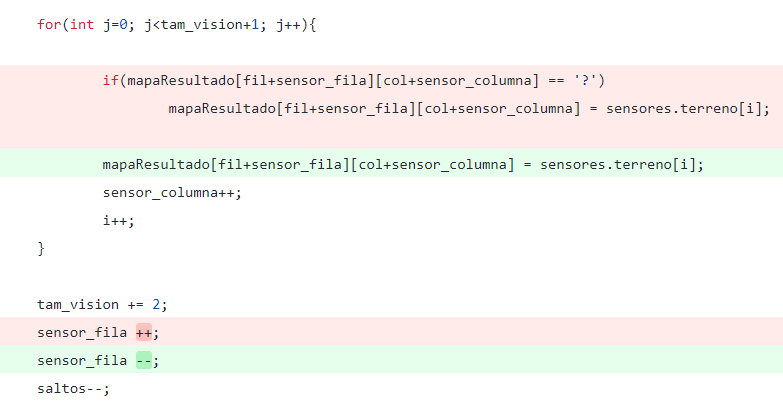 for(int j=0; j<tam_vision+1; j++){
if(mapaResultado[fil+sensor_fila][col+sensor_columna] == '?')
mapaResultado[fil+sensor_fila][col+sensor_columna] = sensores.terreno[i];
mapaResultado[fil+sensor_fila][col+sensor_columna] = sensores.terreno[i];
sensor_columna++;
i++;
}
tam_vision += 2;
sensor_fila ++;
sensor_fila --;
saltos--;